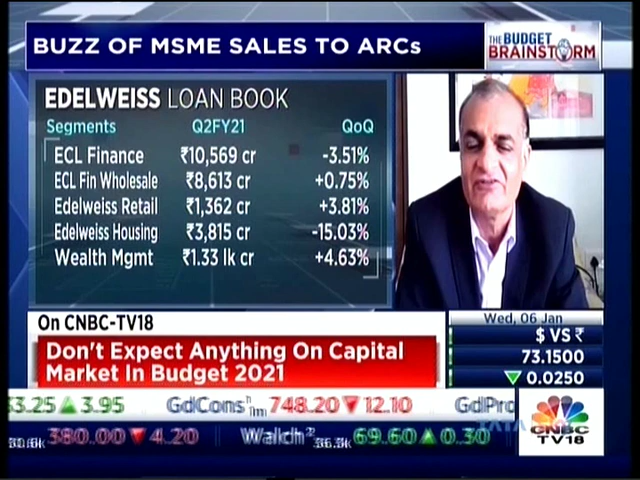 BUZZ OF MSME SALES TO ARCs
THE BUDGET
BRAINSTORM
EDELWEISS LOAN BOOK
Segments Q2FY21 QoQ
ECL Finance ₹10,569 cr -3.51%
ECL Fin Wholesale ₹8,613 cr +0.75%
Edelweiss Retail ₹1,362 cr +3.81%
Edelweiss Housing ₹3,815 cr -15.03%
Wealth Mgmt ₹1.33 lk cr +4.63%
On CNBC-TV18
Don't Expect Anything On Capital
Market In Budget 2021
Wed, 06 Jan
$ VS ₹
73.1500
▼ 0.0250
3.25 ▲ 3.95 GdCons 1m 748.20 ▼ 12.10 GdPro
380.00 ▼ 4.20 Walch 36.3k 69.60 ▲ 0.30
TATA
CNBC
TV18